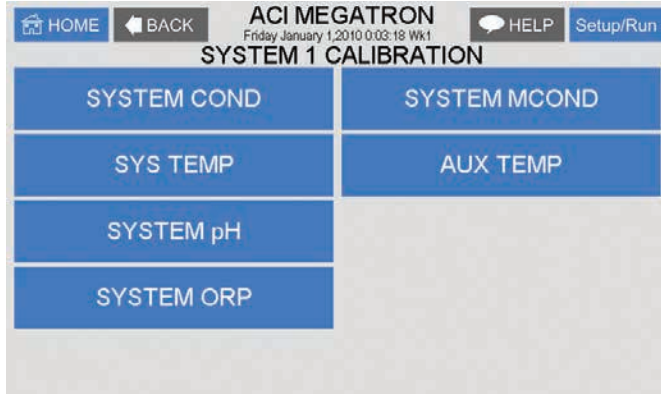 HOME
BACK
ACI MEGATRON
Friday January 1,2010 0:03:18 Wk1
HELP
Setup/Run
SYSTEM 1 CALIBRATION
SYSTEM COND
SYSTEM MCOND
SYS TEMP
AUX TEMP
SYSTEM pH
SYSTEM ORP